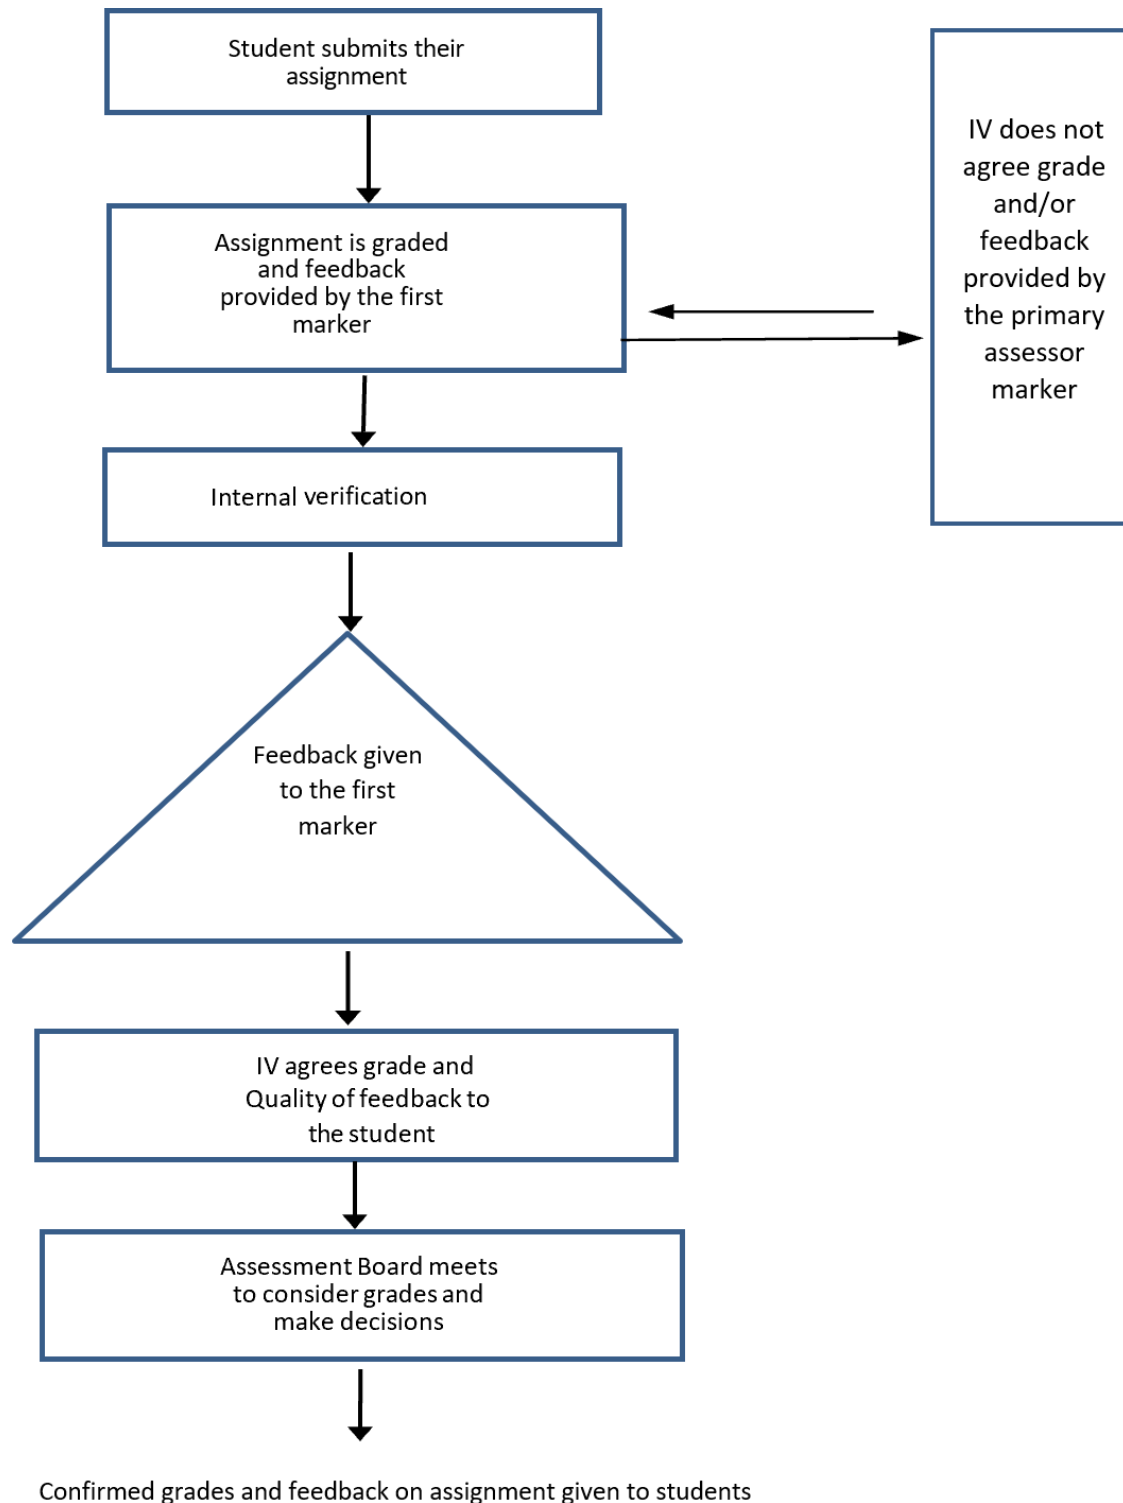 Student submits their
assignment
Assignment is graded
and feedback
provided by the first
marker
IV does not
agree grade
and/or
feedback
provided by
the primary
assessor
marker
Internal verification
Feedback given
to the first
marker
IV agrees grade and
Quality of feedback to
the student
Assessment Board meets
to consider grades and
make decisions
Confirmed grades and feedback on assignment given to students